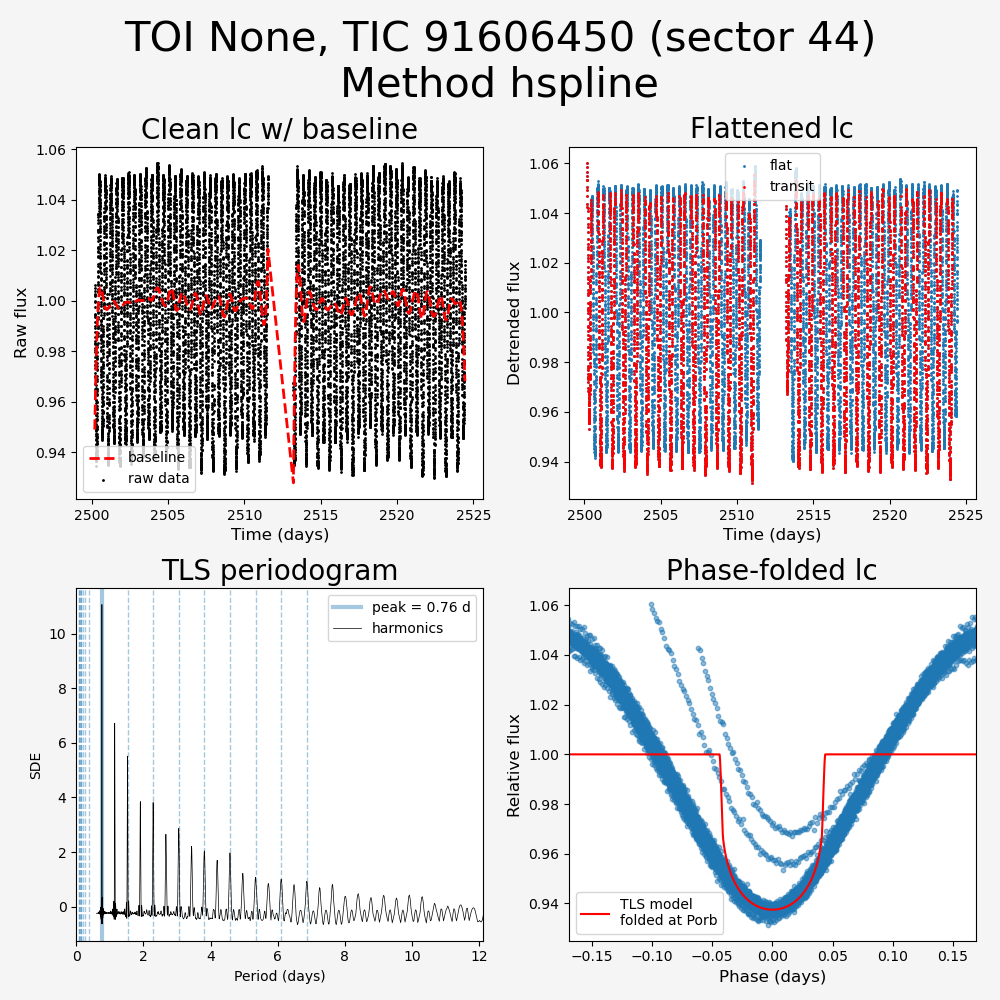 TOI None, TIC 91606450 (sector 44)
Method hspline
Clean lc w/ baseline
Raw flux
1.06
1.04
1.02
1.00
0.98
0.96
0.94
baseline
raw data
2500
2505
2510
2515
2520
2525
Time (days)
Flattened lc
Detrended flux
1.06
1.04
1.02
1.00
0.98
0.96
0.94
flat
transit
2500
2505
2510
2515
2520
2525
Time (days)
TLS periodogram
SDE
10
8
6
4
2
0
peak = 0.76 d
harmonics
0
2
4
6
8
10
12
Period (days)
Phase-folded lc
Relative flux
1.06
1.04
1.02
1.00
0.98
0.96
0.94
TLS model
folded at Porb
−0.15
−0.10
−0.05
0.00
0.05
0.10
0.15
Phase (days)